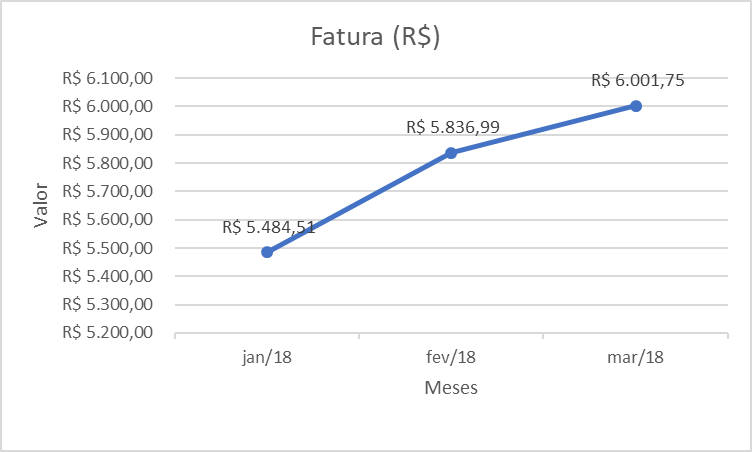 Fatura (R$)
R$ 6.100,00
R$ 6.000,00
R$ 5.900,00
R$ 5.800,00
R$ 5.700,00
R$ 5.600,00
R$ 5.500,00
R$ 5.400,00
R$ 5.300,00
R$ 5.200,00
Valor
R$ 5.484,51
R$ 5.836,99
R$ 6.001,75
jan/18
fev/18
mar/18
Meses